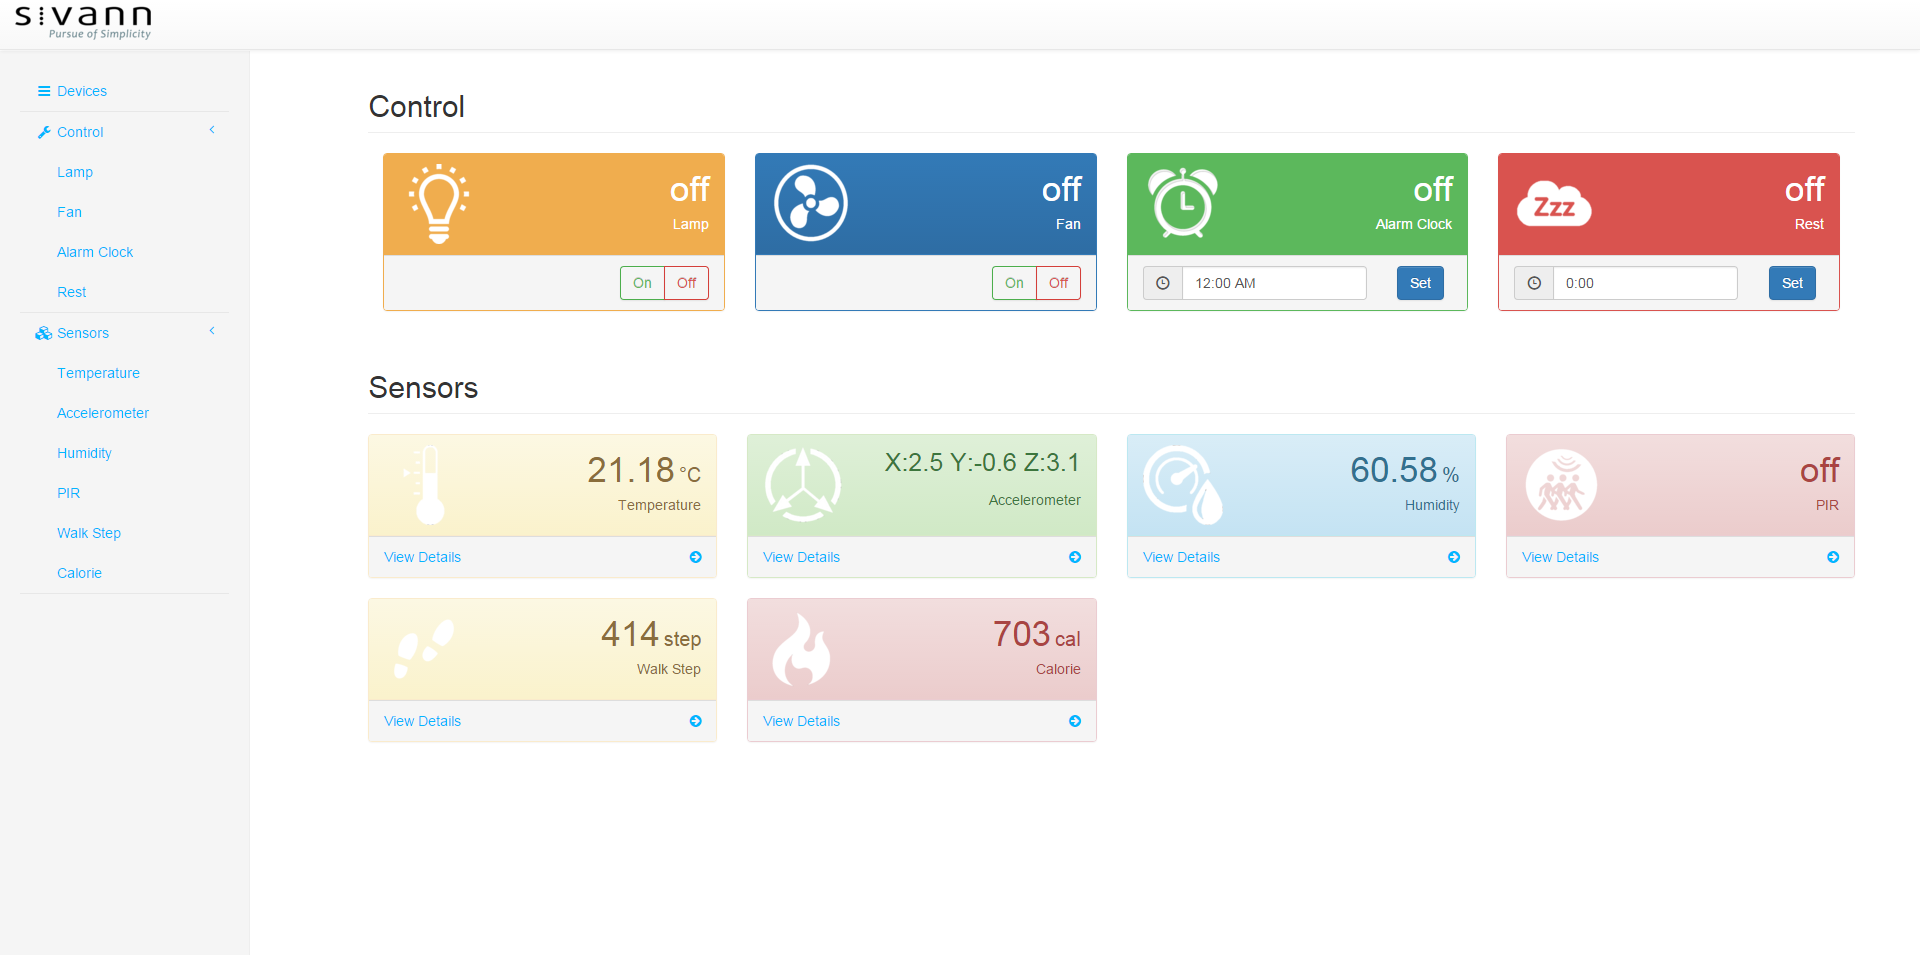 sivann
Pursue of Simplicity
Devices
Control
Lamp
Fan
Alarm Clock
Rest
Sensors
Temperature
Accelerometer
Humidity
PIR
Walk Step
Calorie
Control
off
Lamp
On Off
off
Fan
On Off
off
Alarm Clock
12:00 AM Set
Zzz
off
Rest
0:00 Set
Sensors
21.18 °C
Temperature
View Details
X:2.5 Y:-0.6 Z:3.1
Accelerometer
View Details
60.58 %
Humidity
View Details
off
PIR
View Details
414 step
Walk Step
View Details
703 cal
Calorie
View Details